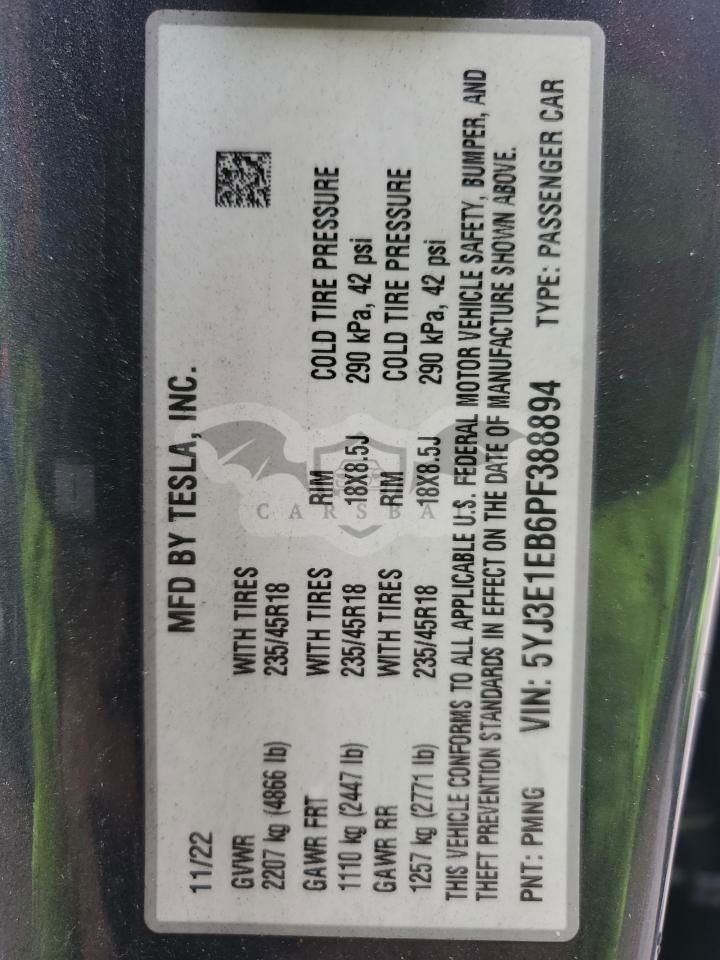 11/22
MFD BY TESLA, INC.
GVWR
2207 kg (4866 lb)
WITH TIRES
235/45R18
GAWR FRT
1110 kg (2447 lb)
WITH TIRES
235/45R18
RIM
18X8.5J
COLD TIRE PRESSURE
290 kPa, 42 psi
GAWR RR
1257 kg (2771 lb)
WITH TIRES
235/45R18
RIM
18X8.5J
COLD TIRE PRESSURE
290 kPa, 42 psi
THIS VEHICLE CONFORMS TO ALL APPLICABLE U.S. FEDERAL MOTOR VEHICLE SAFETY, BUMPER, AND
THEFT PREVENTION STANDARDS IN EFFECT ON THE DATE OF MANUFACTURE SHOWN ABOVE.
PNT: PMNG
VIN: 5YJ3E1EB6PF388894
TYPE: PASSENGER CAR